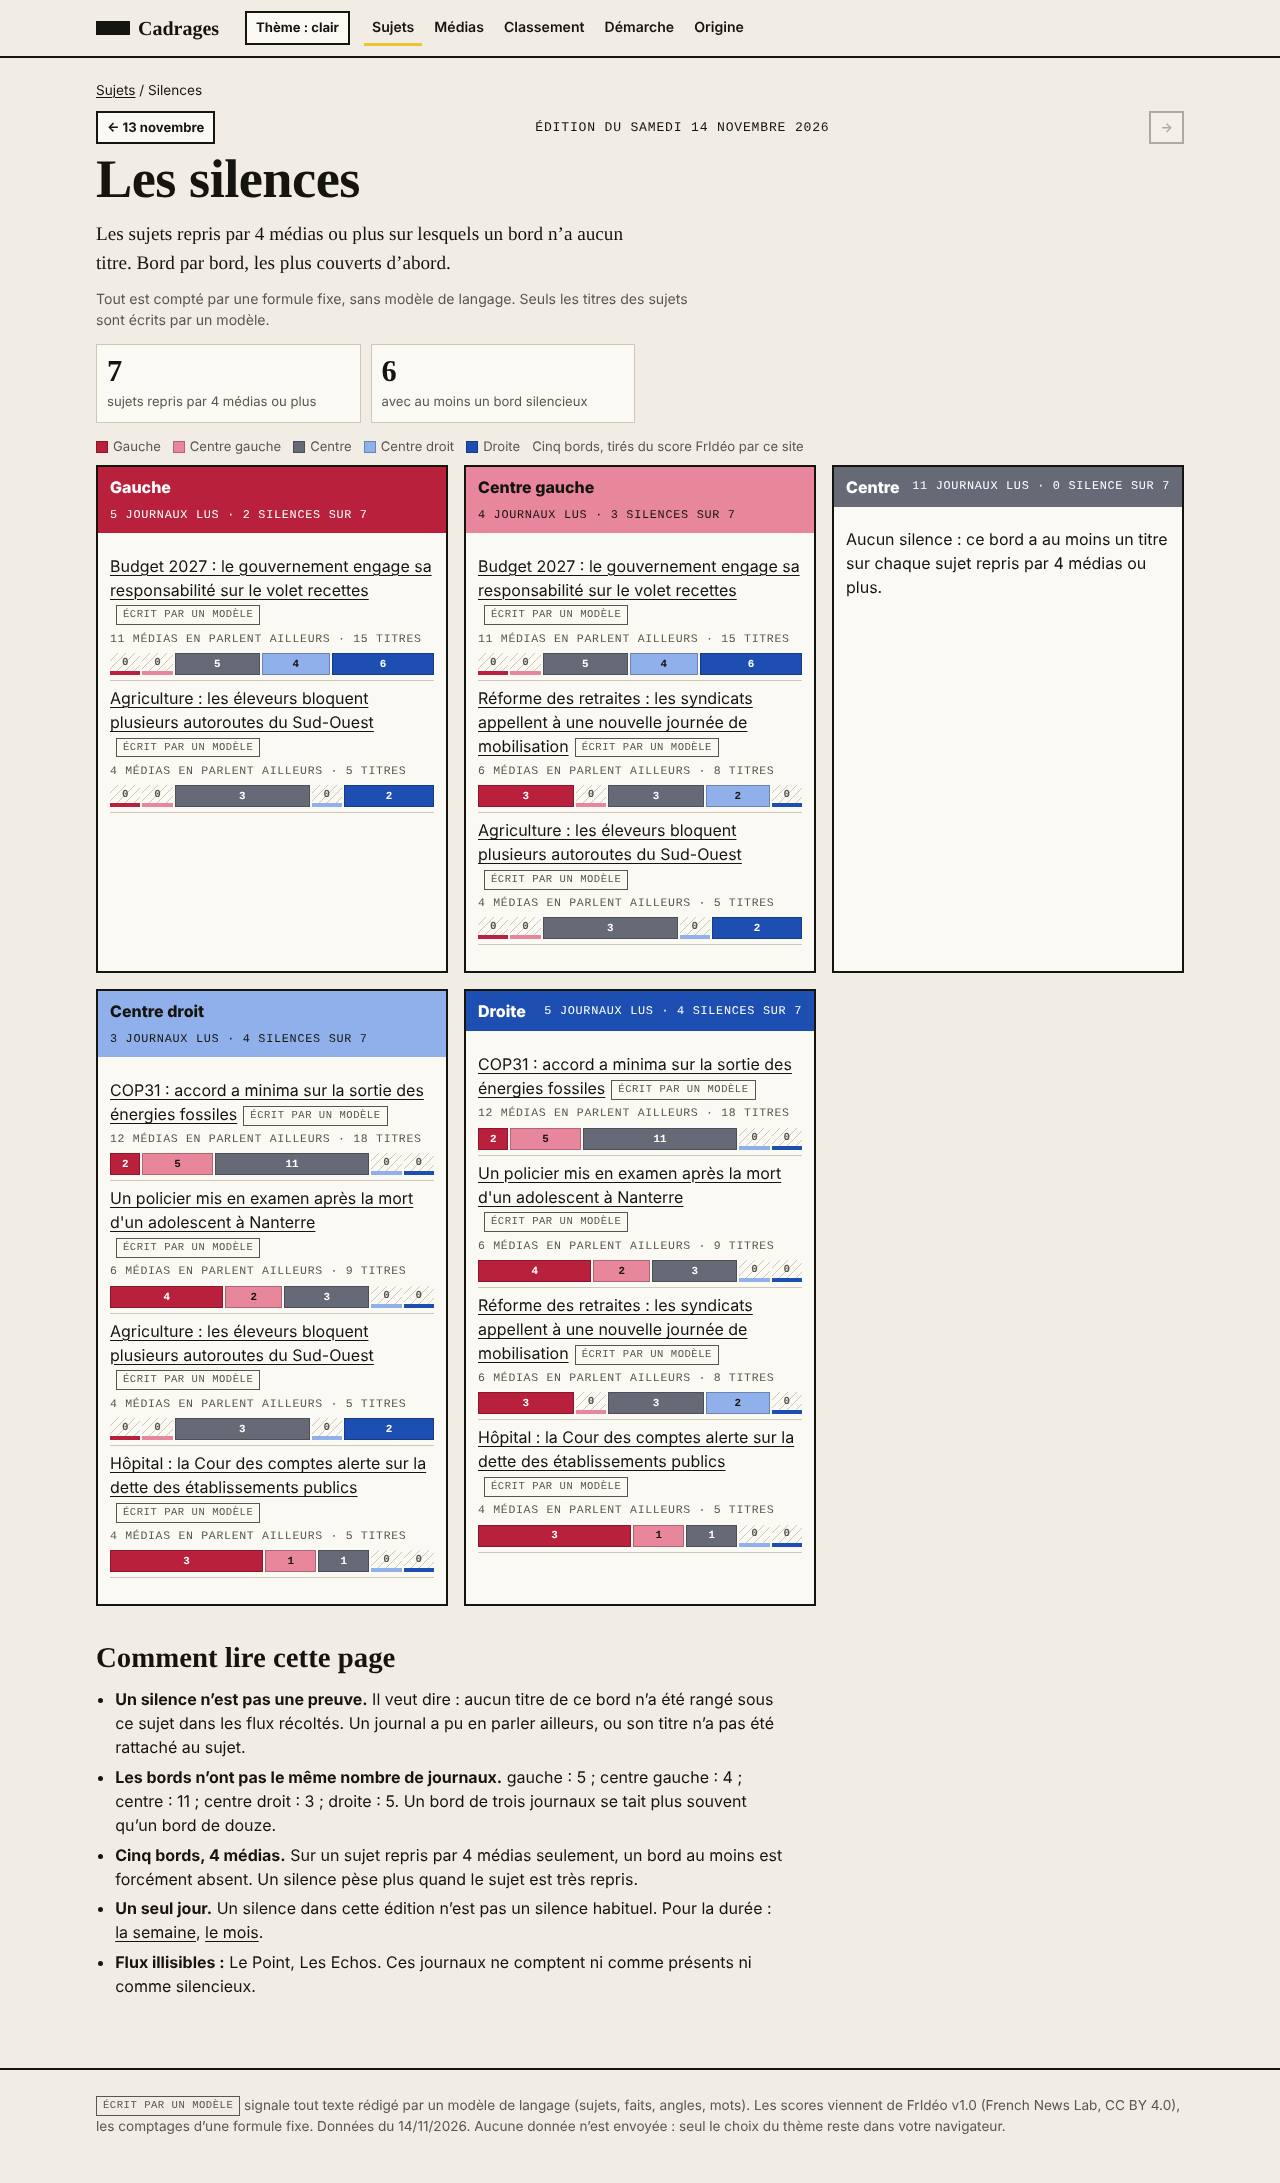 Cadrages
Thème : clair
Sujets
Médias
Classement
Démarche
Origine
Sujets / Silences
← 13 novembre
ÉDITION DU SAMEDI 14 NOVEMBRE 2026
→
Les silences
Les sujets repris par 4 médias ou plus sur lesquels un bord n’a aucun
titre. Bord par bord, les plus couverts d’abord.
Tout est compté par une formule fixe, sans modèle de langage. Seuls les titres des sujets
sont écrits par un modèle.
7
sujets repris par 4 médias ou plus
6
avec au moins un bord silencieux
Gauche Centre gauche Centre Centre droit Droite Cinq bords, tirés du score FrIdéo par ce site
Gauche
5 JOURNAUX LUS · 2 SILENCES SUR 7
Budget 2027 : le gouvernement engage sa
responsabilité sur le volet recettes
ÉCRIT PAR UN MODÈLE
11 MÉDIAS EN PARLENT AILLEURS · 15 TITRES
0 0 5 4 6
Agriculture : les éleveurs bloquent
plusieurs autoroutes du Sud-Ouest
ÉCRIT PAR UN MODÈLE
4 MÉDIAS EN PARLENT AILLEURS · 5 TITRES
0 0 3 0 2
Centre gauche
4 JOURNAUX LUS · 3 SILENCES SUR 7
Budget 2027 : le gouvernement engage sa
responsabilité sur le volet recettes
ÉCRIT PAR UN MODÈLE
11 MÉDIAS EN PARLENT AILLEURS · 15 TITRES
0 0 5 4 6
Réforme des retraites : les syndicats
appellent à une nouvelle journée de
mobilisation ÉCRIT PAR UN MODÈLE
6 MÉDIAS EN PARLENT AILLEURS · 8 TITRES
3 0 3 2 0
Agriculture : les éleveurs bloquent
plusieurs autoroutes du Sud-Ouest
ÉCRIT PAR UN MODÈLE
4 MÉDIAS EN PARLENT AILLEURS · 5 TITRES
0 0 3 0 2
Centre 11 JOURNAUX LUS · 0 SILENCE SUR 7
Aucun silence : ce bord a au moins un titre
sur chaque sujet repris par 4 médias ou
plus.
Centre droit
3 JOURNAUX LUS · 4 SILENCES SUR 7
COP31 : accord a minima sur la sortie des
énergies fossiles ÉCRIT PAR UN MODÈLE
12 MÉDIAS EN PARLENT AILLEURS · 18 TITRES
2 5 11 0 0
Un policier mis en examen après la mort
d'un adolescent à Nanterre
ÉCRIT PAR UN MODÈLE
6 MÉDIAS EN PARLENT AILLEURS · 9 TITRES
4 2 3 0 0
Agriculture : les éleveurs bloquent
plusieurs autoroutes du Sud-Ouest
ÉCRIT PAR UN MODÈLE
4 MÉDIAS EN PARLENT AILLEURS · 5 TITRES
0 0 3 0 2
Hôpital : la Cour des comptes alerte sur la
dette des établissements publics
ÉCRIT PAR UN MODÈLE
4 MÉDIAS EN PARLENT AILLEURS · 5 TITRES
3 1 1 0 0
Droite 5 JOURNAUX LUS · 4 SILENCES SUR 7
COP31 : accord a minima sur la sortie des
énergies fossiles ÉCRIT PAR UN MODÈLE
12 MÉDIAS EN PARLENT AILLEURS · 18 TITRES
2 5 11 0 0
Un policier mis en examen après la mort
d'un adolescent à Nanterre
ÉCRIT PAR UN MODÈLE
6 MÉDIAS EN PARLENT AILLEURS · 9 TITRES
4 2 3 0 0
Réforme des retraites : les syndicats
appellent à une nouvelle journée de
mobilisation ÉCRIT PAR UN MODÈLE
6 MÉDIAS EN PARLENT AILLEURS · 8 TITRES
3 0 3 2 0
Hôpital : la Cour des comptes alerte sur la
dette des établissements publics
ÉCRIT PAR UN MODÈLE
4 MÉDIAS EN PARLENT AILLEURS · 5 TITRES
3 1 1 0 0
Comment lire cette page
• Un silence n’est pas une preuve. Il veut dire : aucun titre de ce bord n’a été rangé sous
ce sujet dans les flux récoltés. Un journal a pu en parler ailleurs, ou son titre n’a pas été
rattaché au sujet.
• Les bords n’ont pas le même nombre de journaux. gauche : 5 ; centre gauche : 4 ;
centre : 11 ; centre droit : 3 ; droite : 5. Un bord de trois journaux se tait plus souvent
qu’un bord de douze.
• Cinq bords, 4 médias. Sur un sujet repris par 4 médias seulement, un bord au moins est
forcément absent. Un silence pèse plus quand le sujet est très repris.
• Un seul jour. Un silence dans cette édition n’est pas un silence habituel. Pour la durée :
la semaine, le mois.
• Flux illisibles : Le Point, Les Echos. Ces journaux ne comptent ni comme présents ni
comme silencieux.
ÉCRIT PAR UN MODÈLE signale tout texte rédigé par un modèle de langage (sujets, faits, angles, mots). Les scores viennent de FrIdéo v1.0 (French News Lab, CC BY 4.0),
les comptages d’une formule fixe. Données du 14/11/2026. Aucune donnée n’est envoyée : seul le choix du thème reste dans votre navigateur.